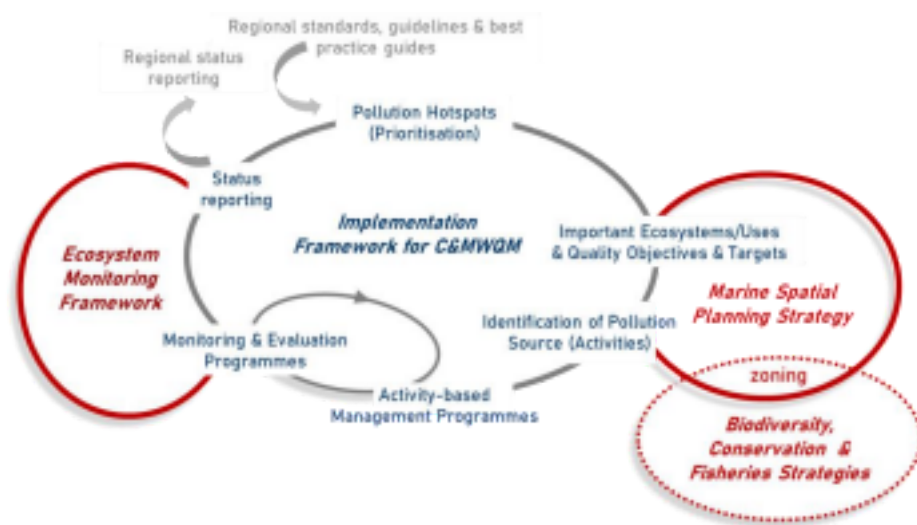 Regional standards, guidelines & best
practice guides
Regional status
reporting
Pollution Hotspots
(Prioritisation)
Status
reporting
Implementation
Framework for C&MWQM
Important Ecosystems/Uses
& Quality Objectives & Targets
Ecosystem
Monitoring
Framework
Marine Spatial
Planning Strategy
Identification of Pollution
Source (Activities)
Monitoring & Evaluation
Programmes
zoning
Activity-based
Management Programmes
Biodiversity,
Conservation &
Fisheries Strategies